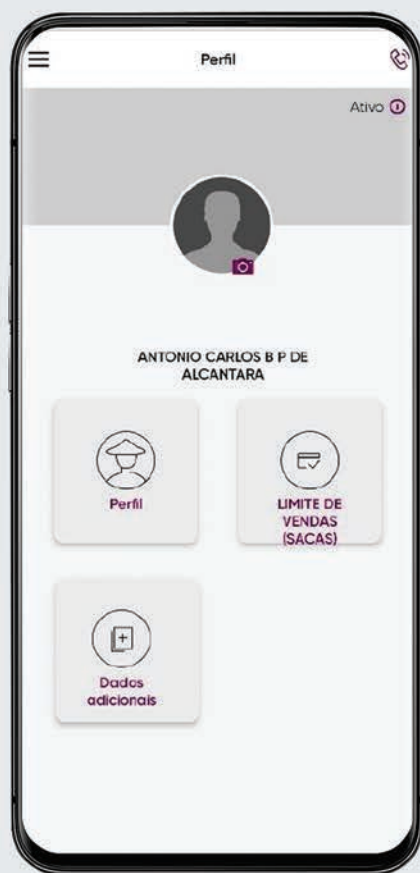 Perfil
Ativo
ANTONIO CARLOS B P DE
ALCANTARA
Perfil
LIMITE DE
VENDAS
(SACAS)
Dados
adicionais